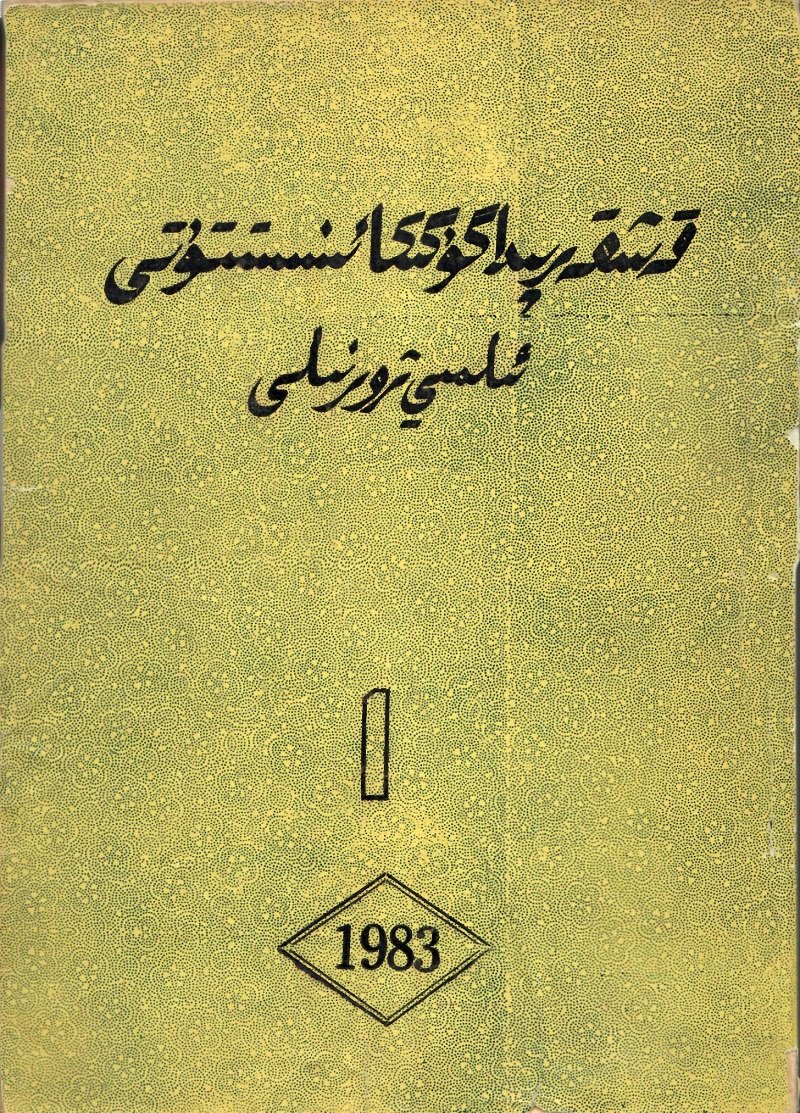 قەشقەر پېداگوگىكا ئىنستىتۇتى
ئىلمىي ژورنىلى
1
1983